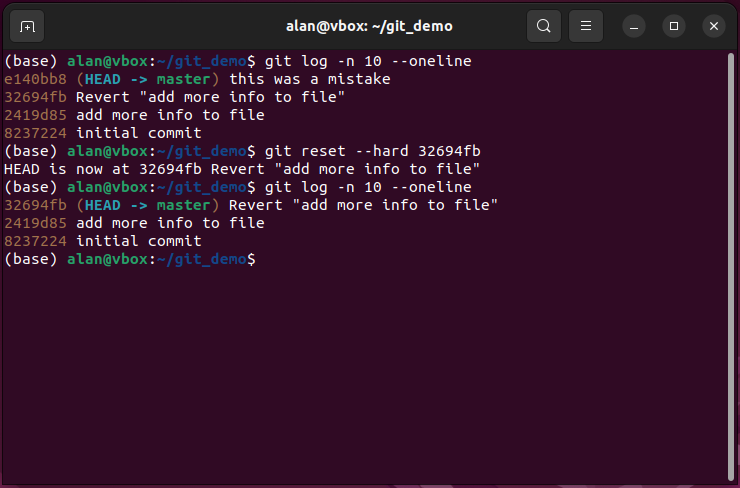 alan@vbox: ~/git_demo
(base) alan@vbox:~/git_demo$ git log -n 10 --oneline
e140bb8 (HEAD -> master) this was a mistake
32694fb Revert "add more info to file"
2419d85 add more info to file
8237224 initial commit
(base) alan@vbox:~/git_demo$ git reset --hard 32694fb
HEAD is now at 32694fb Revert "add more info to file"
(base) alan@vbox:~/git_demo$ git log -n 10 --oneline
32694fb (HEAD -> master) Revert "add more info to file"
2419d85 add more info to file
8237224 initial commit
(base) alan@vbox:~/git_demo$